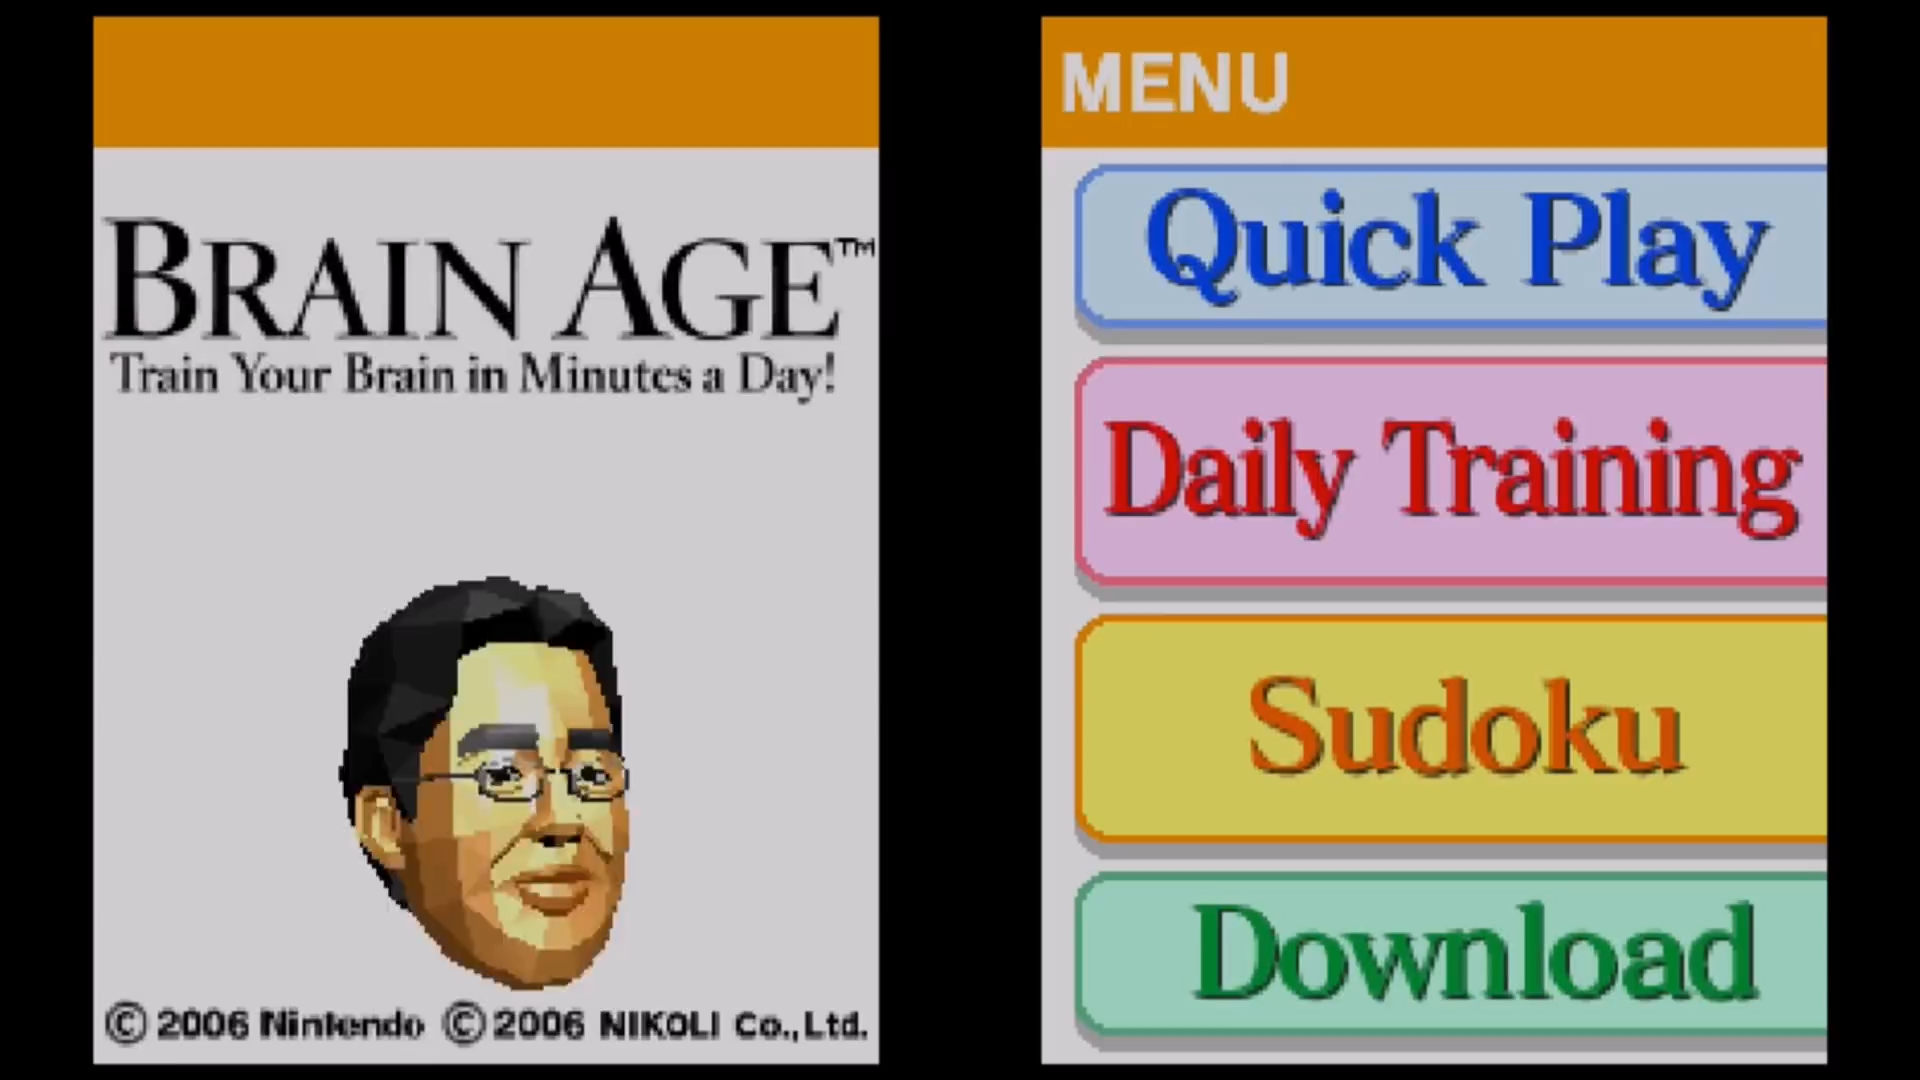 BRAIN AGE™
Train Your Brain in Minutes a Day!
© 2006 Nintendo © 2006 NIKOLI Co.,Ltd.
MENU
Quick Play
Daily Training
Sudoku
Download